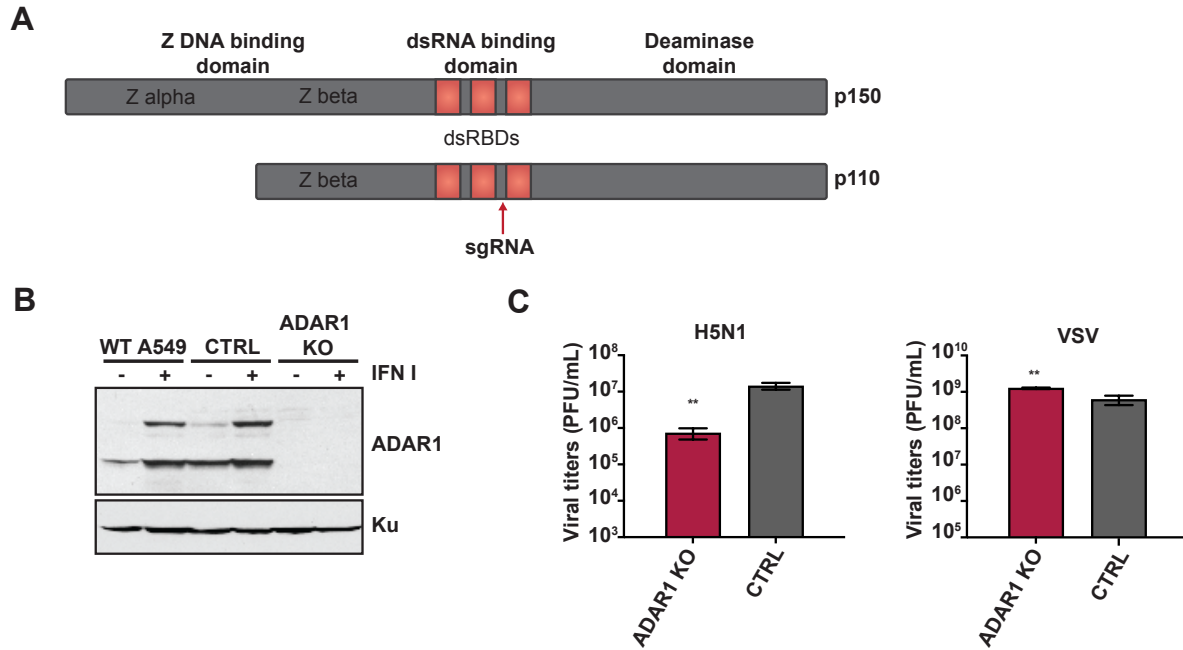 A
Z DNA binding
domain
dsRNA binding
domain
Deaminase
domain
Z alpha
Z beta
p150
dsRBDs
Z beta
p110
sgRNA
B
WT A549
CTRL
ADAR1
KO
- + - + - +
IFN I
ADAR1
Ku
C
H5N1
Viral titers (PFU/mL)
10⁸
10⁷
10⁶
10⁵
10⁴
10³
**
ADAR1 KO
CTRL
VSV
Viral titers (PFU/mL)
10¹⁰
10⁹
10⁸
10⁷
10⁶
10⁵
**
ADAR1 KO
CTRL